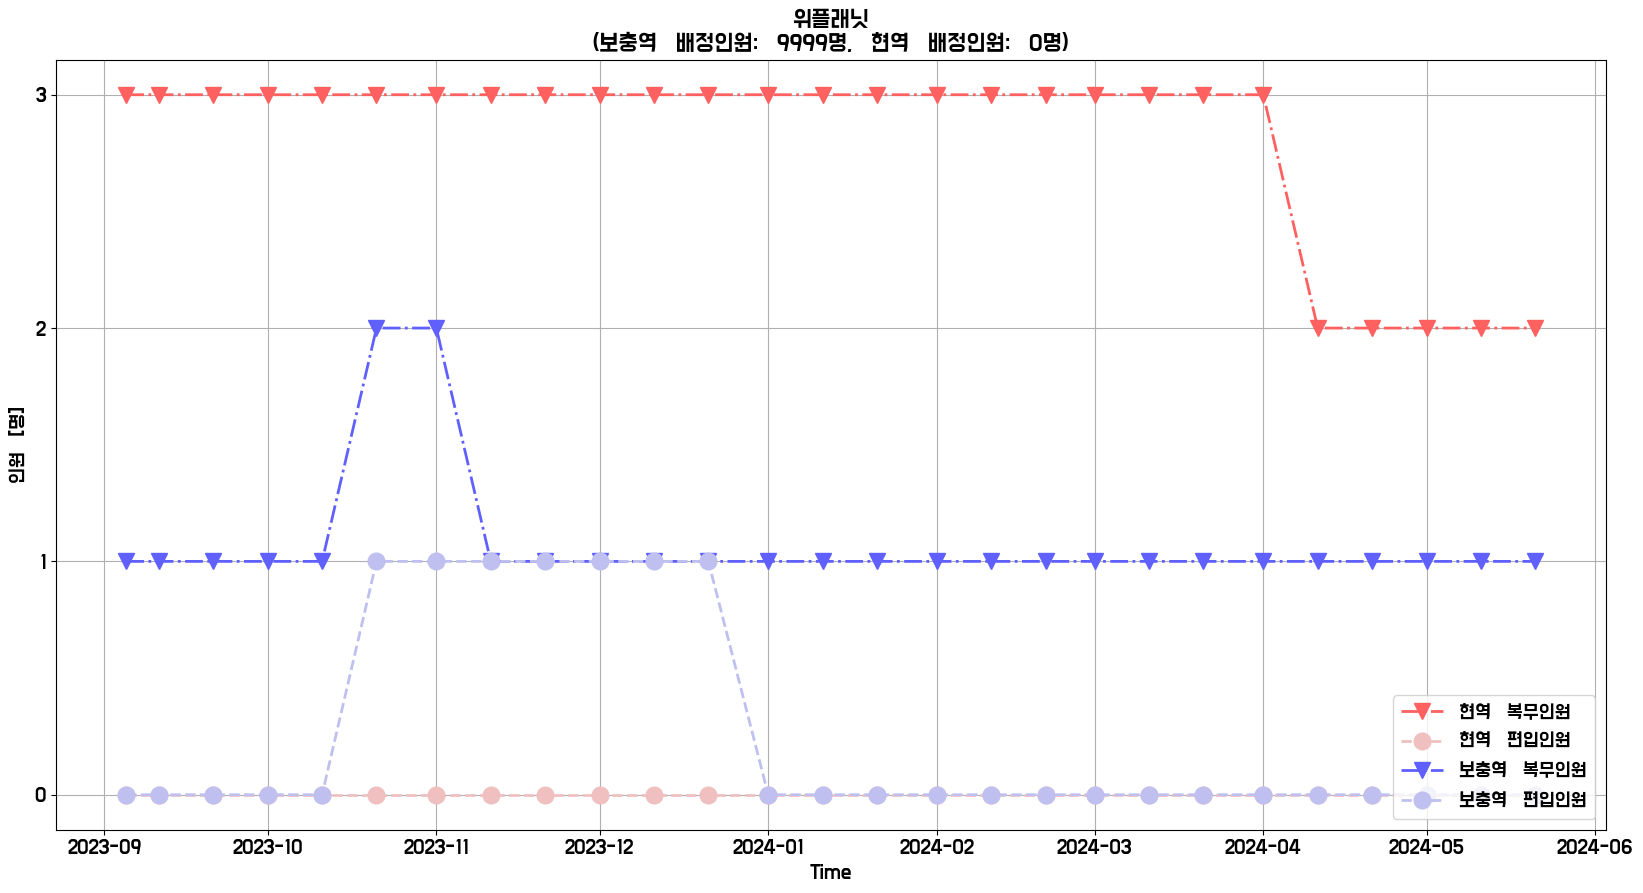 위플래닛
(보충역 배정인원: 9999명, 현역 배정인원: 0명)
3
2
1
0
인원 [명]
현역 복무인원
현역 편입인원
보충역 복무인원
보충역 편입인원
2023-09 2023-10 2023-11 2023-12 2024-01 2024-02 2024-03 2024-04 2024-05 2024-06
Time